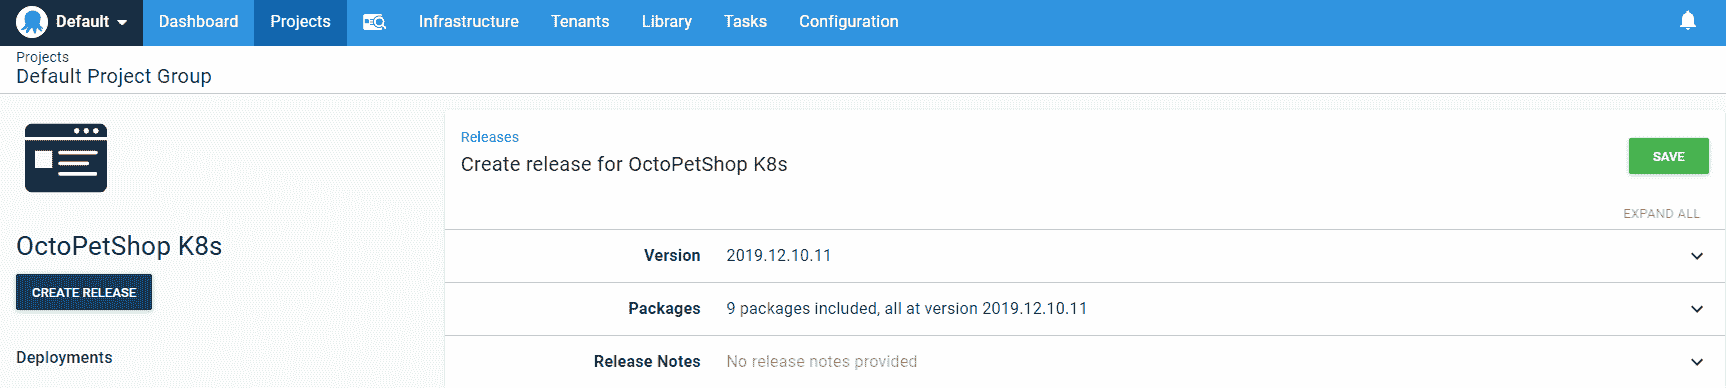 Default Dashboard Projects Infrastructure Tenants Library Tasks Configuration
Projects
Default Project Group
OctoPetShop K8s
CREATE RELEASE
Deployments
Releases
Create release for OctoPetShop K8s
SAVE
EXPAND ALL
Version 2019.12.10.11
Packages 9 packages included, all at version 2019.12.10.11
Release Notes No release notes provided